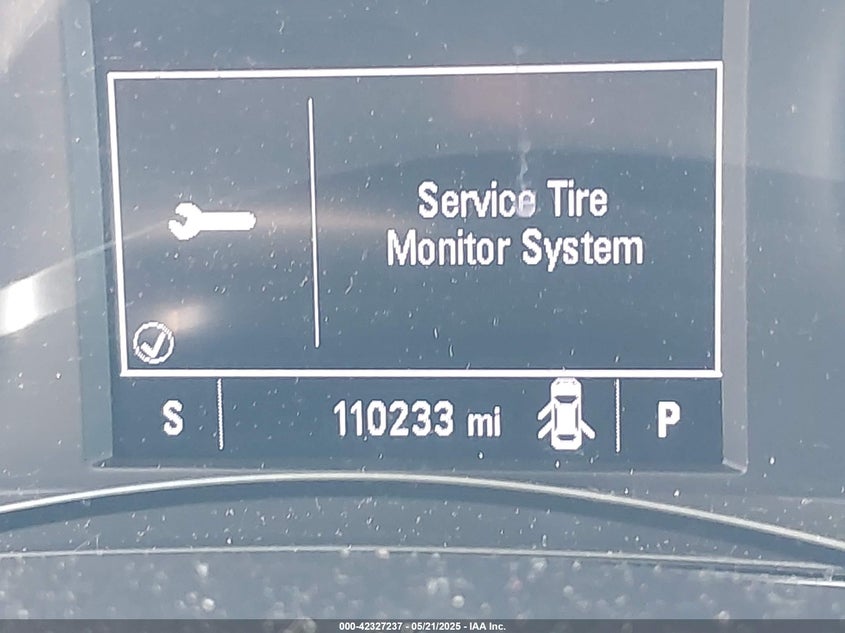 Service Tire
Monitor System
S 110233 mi P
000-42327237 - 05/21/2025 - IAA Inc.